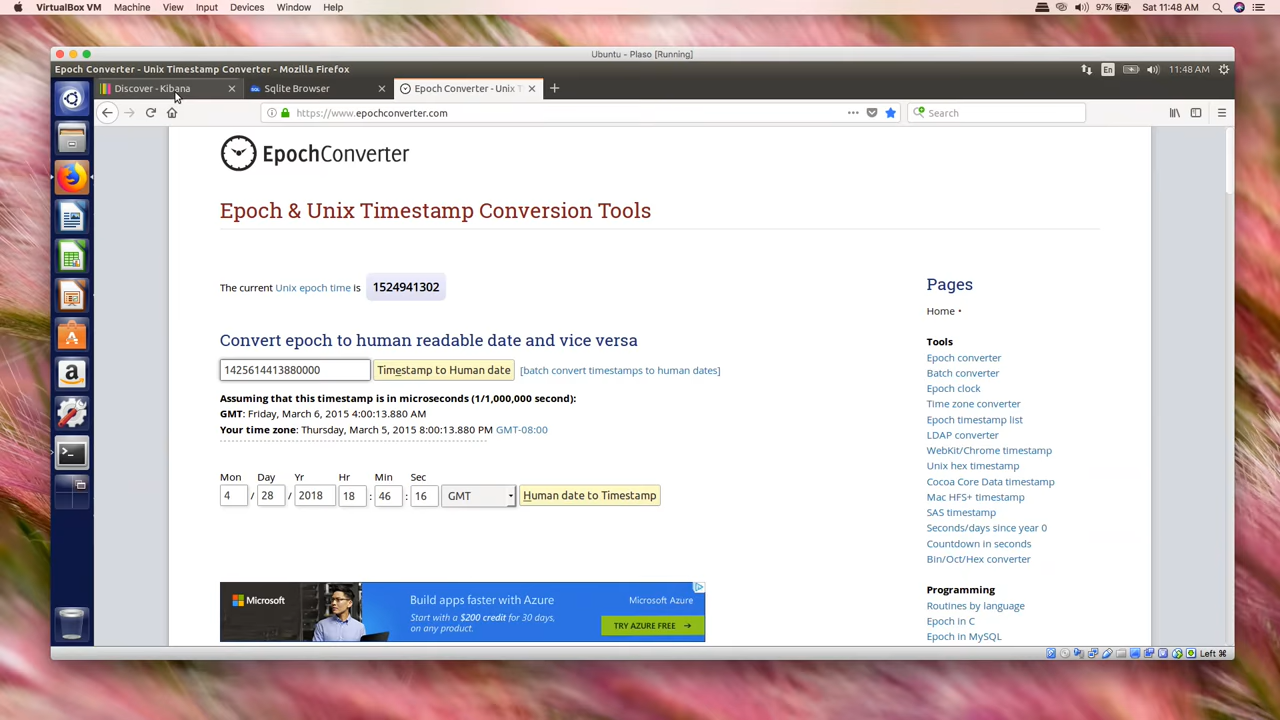 VirtualBox VM Machine View Input Devices Window Help 97% Sat 11:48 AM
Ubuntu - Plaso [Running]
Epoch Converter - Unix Timestamp Converter - Mozilla Firefox En 11:48 AM
Discover - Kibana Sqlite Browser Epoch Converter - Unix T
https://www.epochconverter.com Search
EpochConverter
Epoch & Unix Timestamp Conversion Tools
The current Unix epoch time is 1524941302
Convert epoch to human readable date and vice versa
1425614413880000 Timestamp to Human date [batch convert timestamps to human dates]
Assuming that this timestamp is in microseconds (1/1,000,000 second):
GMT: Friday, March 6, 2015 4:00:13.880 AM
Your time zone: Thursday, March 5, 2015 8:00:13.880 PM GMT-08:00
Mon Day Yr Hr Min Sec
4 / 28 / 2018 18 : 46 : 16 GMT Human date to Timestamp
Microsoft
Build apps faster with Azure
Start with a $200 credit for 30 days,
on any product.
Microsoft Azure
TRY AZURE FREE →
Pages
Home •
Tools
Epoch converter
Batch converter
Epoch clock
Time zone converter
Epoch timestamp list
LDAP converter
WebKit/Chrome timestamp
Unix hex timestamp
Cocoa Core Data timestamp
Mac HFS+ timestamp
SAS timestamp
Seconds/days since year 0
Countdown in seconds
Bin/Oct/Hex converter
Programming
Routines by language
Epoch in C
Epoch in MySQL
Left ⌘